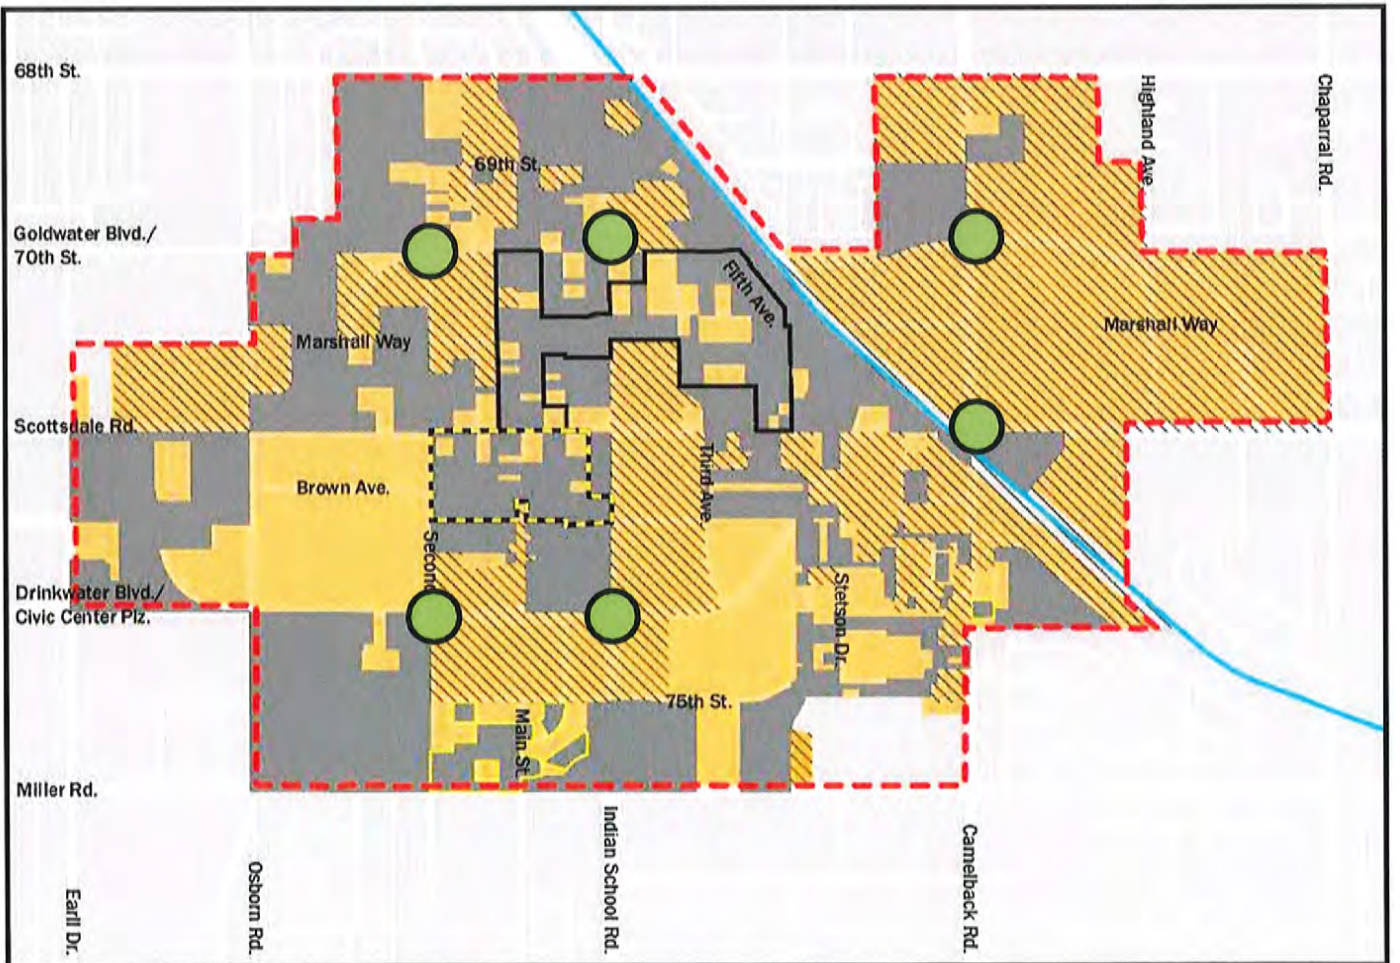 68th St.
Highland Ave.
Chaparral Rd.
69th St.
Goldwater Blvd./
70th St.
Fifth Ave.
Marshall Way
Marshall Way
Scottsdale Rd.
Third Ave.
Brown Ave.
Second
Drinkwater Blvd./
Civic Center Plz.
Stetson Dr.
75th St.
Main St.
Miller Rd.
Indian School Rd.
Camelback Rd.
Osborn Rd.
Earll Dr.